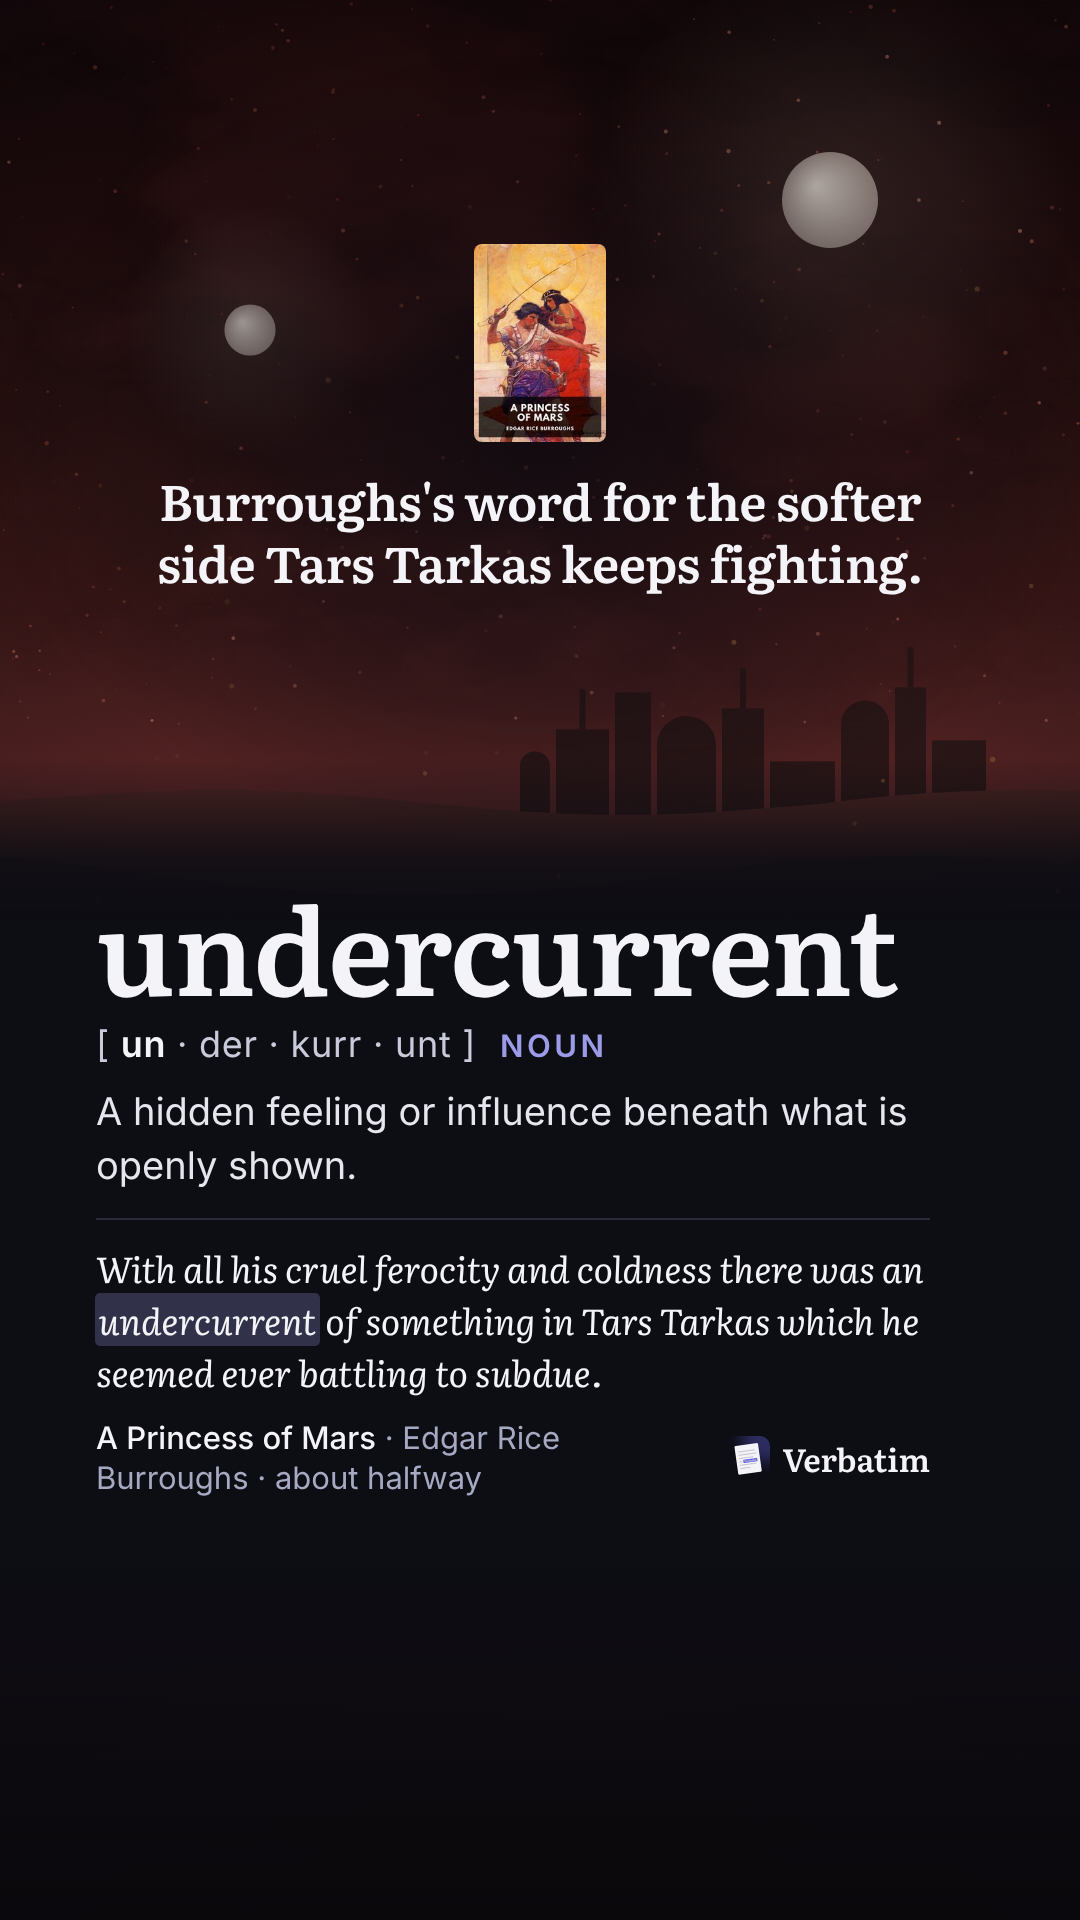 A PRINCESS
OF MARS
EDGAR RICE BURROUGHS
Burroughs's word for the softer
side Tars Tarkas keeps fighting.
undercurrent
[ un · der · kurr · unt ] NOUN
A hidden feeling or influence beneath what is
openly shown.
With all his cruel ferocity and coldness there was an
undercurrent of something in Tars Tarkas which he
seemed ever battling to subdue.
A Princess of Mars · Edgar Rice
Burroughs · about halfway
Verbatim